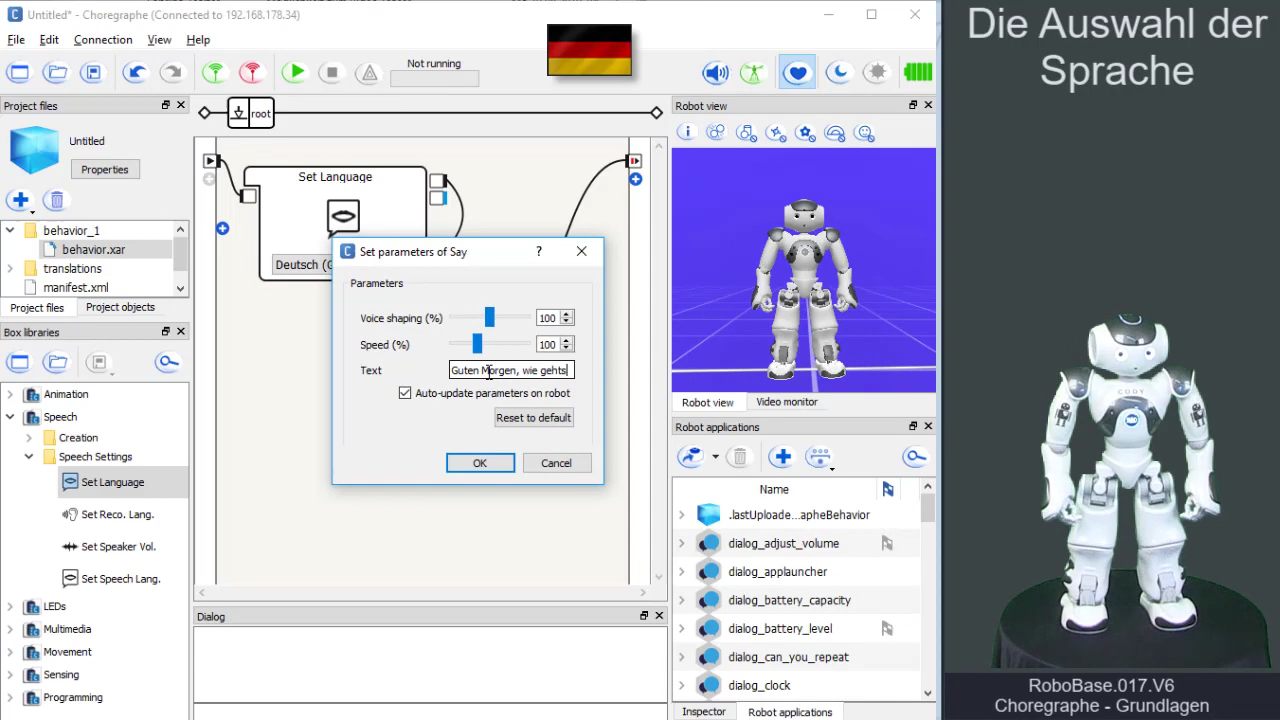 Untitled* - Choregraphe (Connected to 192.168.178.34)
File Edit Connection View Help
Not running
Project files
Untitled
Properties
behavior_1
behavior.xar
translations
manifest.xml
Project files Project objects
Box libraries
Animation
Speech
Creation
Speech Settings
Set Language
Set Reco. Lang.
Set Speaker Vol.
Set Speech Lang.
LEDs
Multimedia
Movement
Sensing
Programming
root
Set Language
Deutsch (G
Set parameters of Say
?
Parameters
Voice shaping (%) 100
Speed (%) 100
Text Guten Morgen, wie gehts
Auto-update parameters on robot
Reset to default
OK Cancel
Dialog
Robot view
Robot view Video monitor
Robot applications
Name
.lastUploade...apheBehavior
dialog_adjust_volume
dialog_applauncher
dialog_battery_capacity
dialog_battery_level
dialog_can_you_repeat
dialog_clock
Inspector Robot applications
Die Auswahl der
Sprache
CODY
RoboBase.017.V6
Choregraphe - Grundlagen